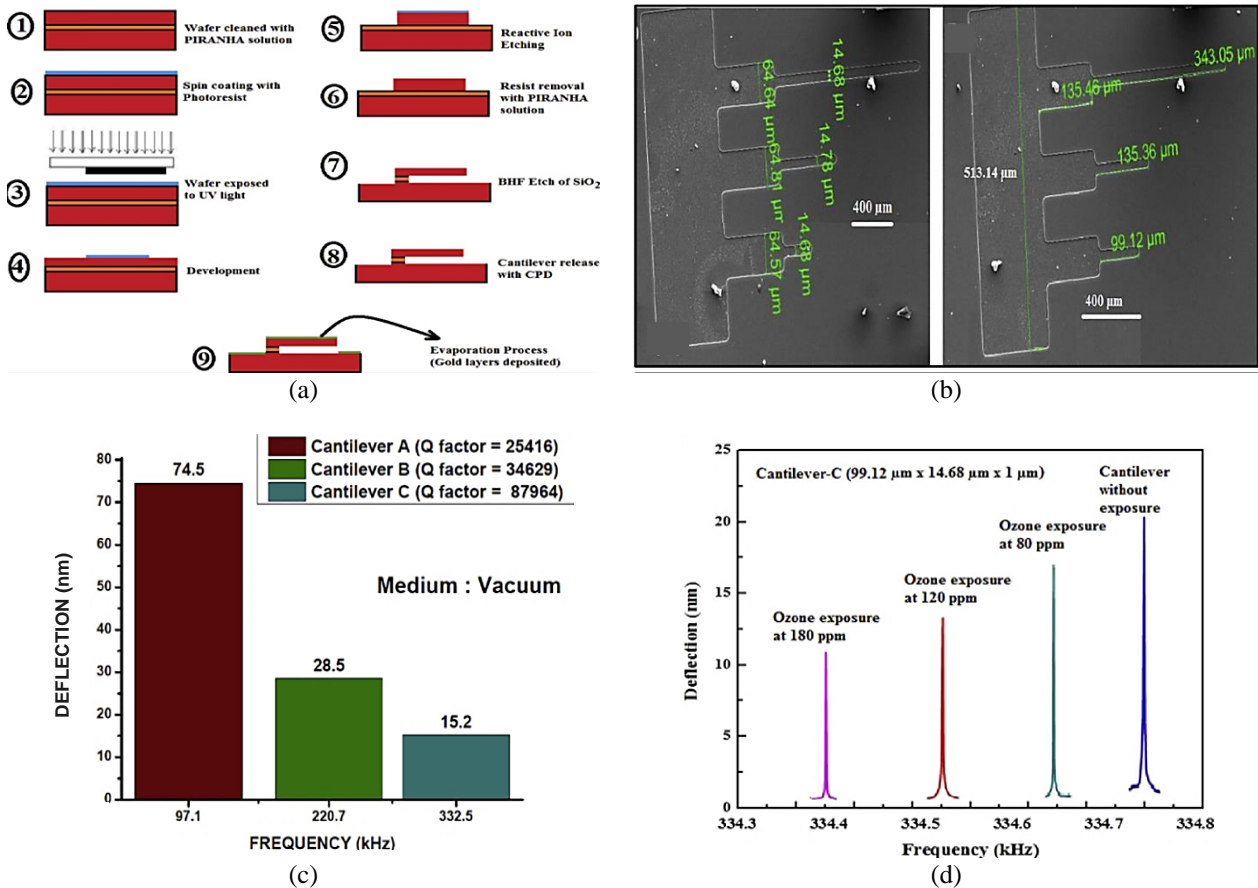 ①
Wafer cleaned with
PIRANHA solution
②
Spin coating with
Photoresist
③
Wafer exposed
to UV light
④
Development
⑤
Reactive Ion
Etching
⑥
Resist removal
with PIRANHA
solution
⑦
BHF Etch of SiO₂
⑧
Cantilever release
with CPD
⑨
Evaporation Process
(Gold layers deposited)
(a)
64.64 µm
14.68 µm
64.81 µm
14.78 µm
64.57 µm
14.68 µm
400 µm
343.05 µm
135.46 µm
135.36 µm
513.14 µm
99.12 µm
400 µm
(b)
Cantilever A (Q factor = 25416)
Cantilever B (Q factor = 34629)
Cantilever C (Q factor = 87964)
Medium : Vacuum
DEFLECTION (nm)
80
70
60
50
40
30
20
10
0
74.5
28.5
15.2
97.1 220.7 332.5
FREQUENCY (kHz)
(c)
Cantilever-C (99.12 µm x 14.68 µm x 1 µm)
Cantilever
without
exposure
Ozone exposure
at 80 ppm
Ozone exposure
at 120 ppm
Ozone exposure
at 180 ppm
Deflection (nm)
25
20
15
10
5
0
334.3 334.4 334.5 334.6 334.7 334.8
Frequency (kHz)
(d)